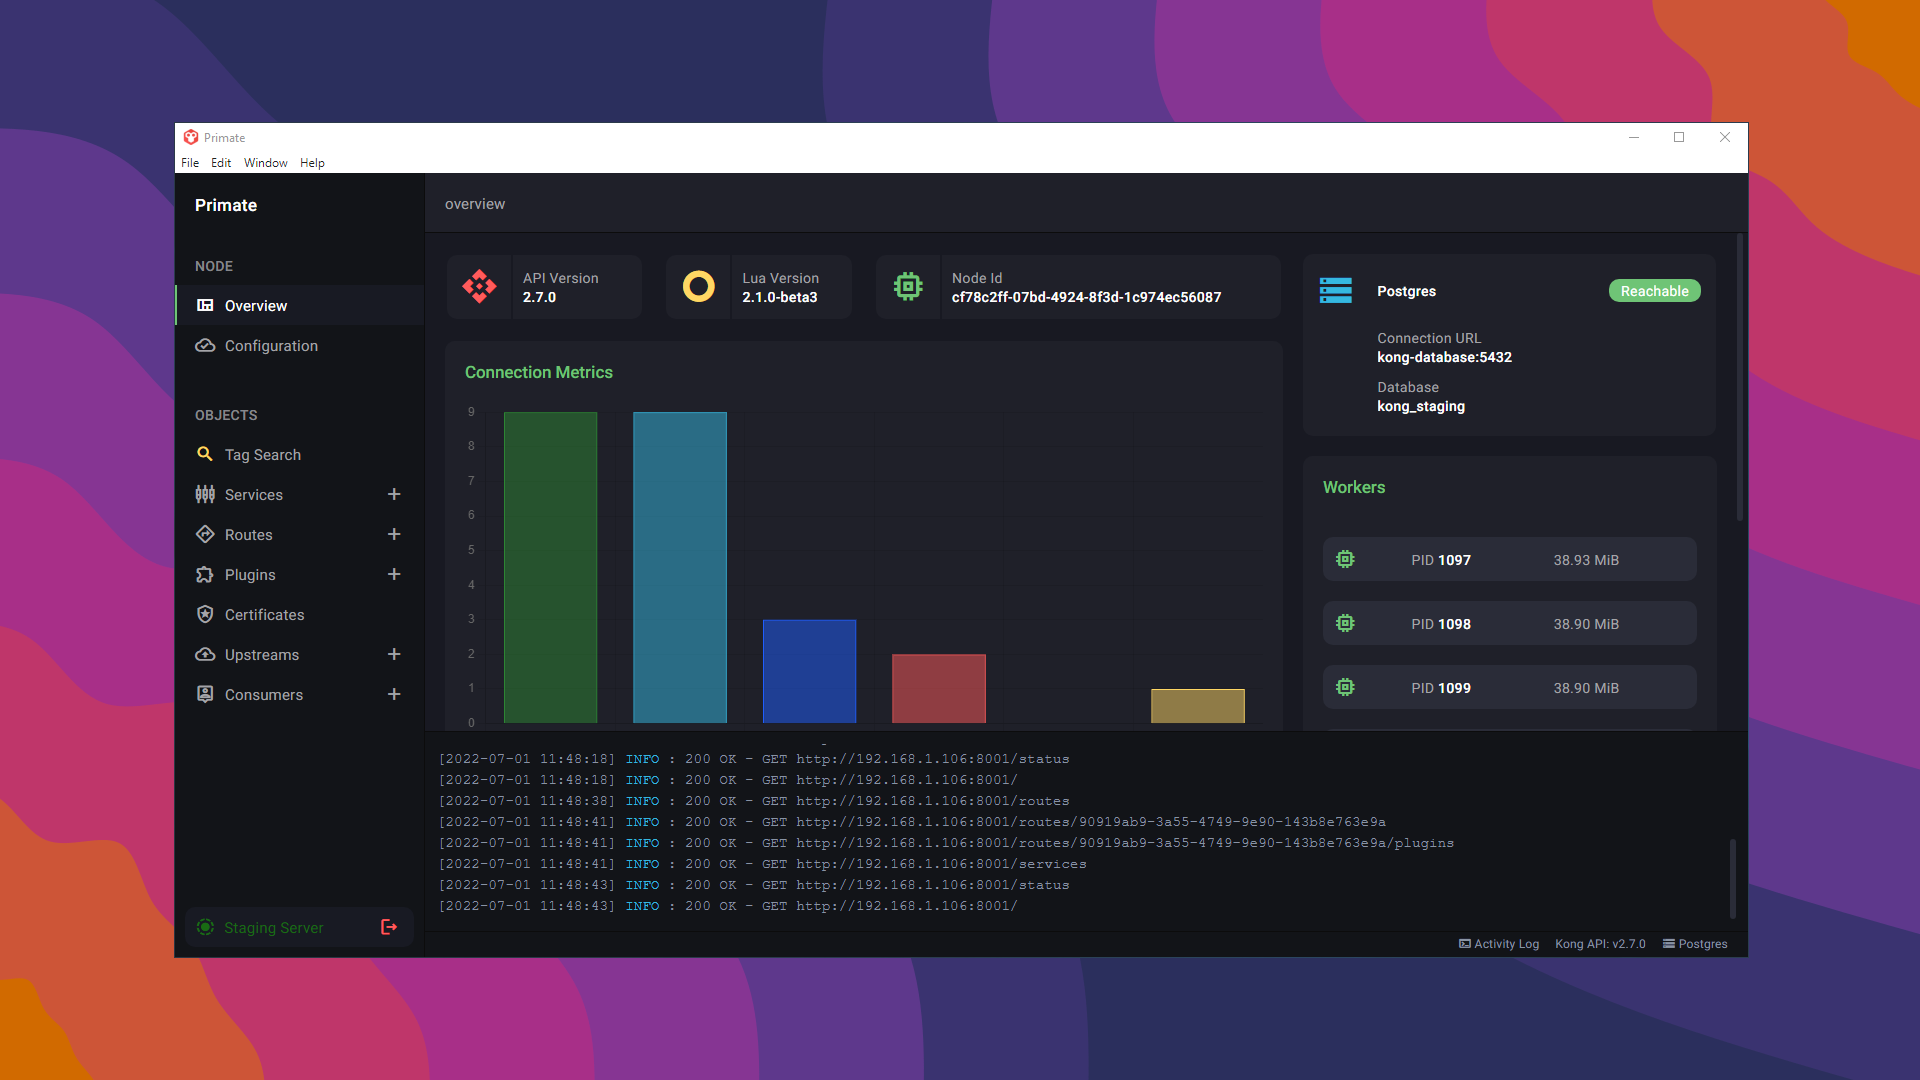 Primate
File Edit Window Help
Primate
NODE
Overview
Configuration
OBJECTS
Tag Search
Services +
Routes +
Plugins +
Certificates
Upstreams +
Consumers +
Staging Server
overview
API Version
2.7.0
Lua Version
2.1.0-beta3
Node Id
cf78c2ff-07bd-4924-8f3d-1c974ec56087
Connection Metrics
9
8
7
6
5
4
3
2
1
0
Postgres Reachable
Connection URL
kong-database:5432
Database
kong_staging
Workers
PID 1097 38.93 MiB
PID 1098 38.90 MiB
PID 1099 38.90 MiB
[2022-07-01 11:48:18] INFO : 200 OK - GET http://192.168.1.106:8001/status
[2022-07-01 11:48:18] INFO : 200 OK - GET http://192.168.1.106:8001/
[2022-07-01 11:48:38] INFO : 200 OK - GET http://192.168.1.106:8001/routes
[2022-07-01 11:48:41] INFO : 200 OK - GET http://192.168.1.106:8001/routes/90919ab9-3a55-4749-9e90-143b8e763e9a
[2022-07-01 11:48:41] INFO : 200 OK - GET http://192.168.1.106:8001/routes/90919ab9-3a55-4749-9e90-143b8e763e9a/plugins
[2022-07-01 11:48:41] INFO : 200 OK - GET http://192.168.1.106:8001/services
[2022-07-01 11:48:43] INFO : 200 OK - GET http://192.168.1.106:8001/status
[2022-07-01 11:48:43] INFO : 200 OK - GET http://192.168.1.106:8001/
Activity Log Kong API: v2.7.0 Postgres